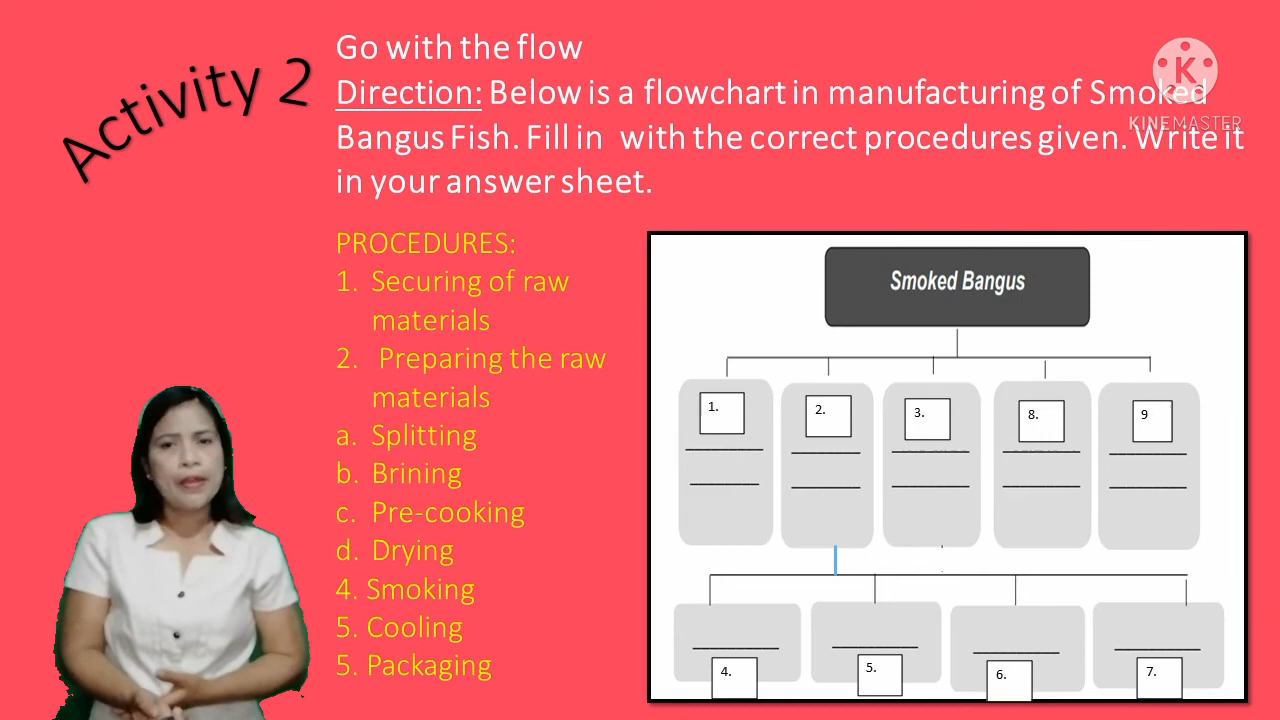 Activity 2
Go with the flow
Direction: Below is a flowchart in manufacturing of Smoked
Bangus Fish. Fill in with the correct procedures given. Write it
in your answer sheet.
K
KINEMASTER
PROCEDURES:
1. Securing of raw
materials
2. Preparing the raw
materials
a. Splitting
b. Brining
c. Pre-cooking
d. Drying
4. Smoking
5. Cooling
5. Packaging
Smoked Bangus
1. 2. 3. 8. 9
4. 5. 6. 7.